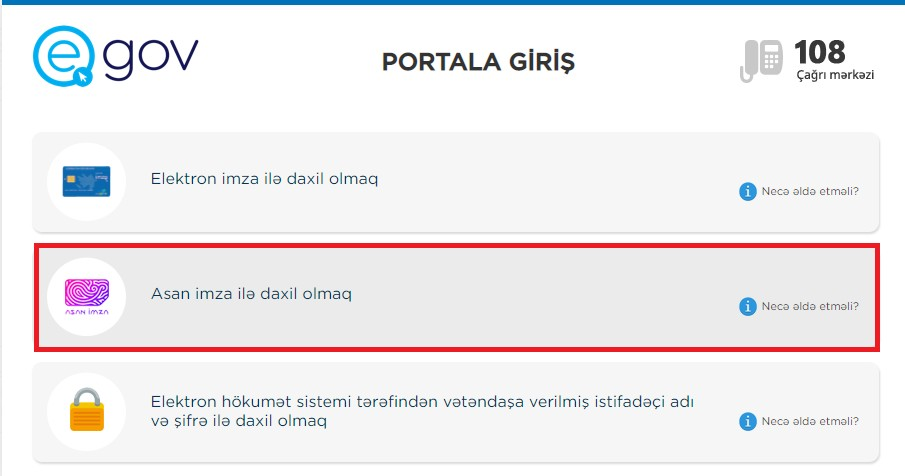 egov
PORTALA GİRİŞ
108
Çağrı mərkəzi
Elektron imza ilə daxil olmaq
Necə əldə etməli?
ASAN İMZA
Asan imza ilə daxil olmaq
Necə əldə etməli?
Elektron hökumət sistemi tərəfindən vətəndaşa verilmiş istifadəçi adı
və şifrə ilə daxil olmaq
Necə əldə etməli?